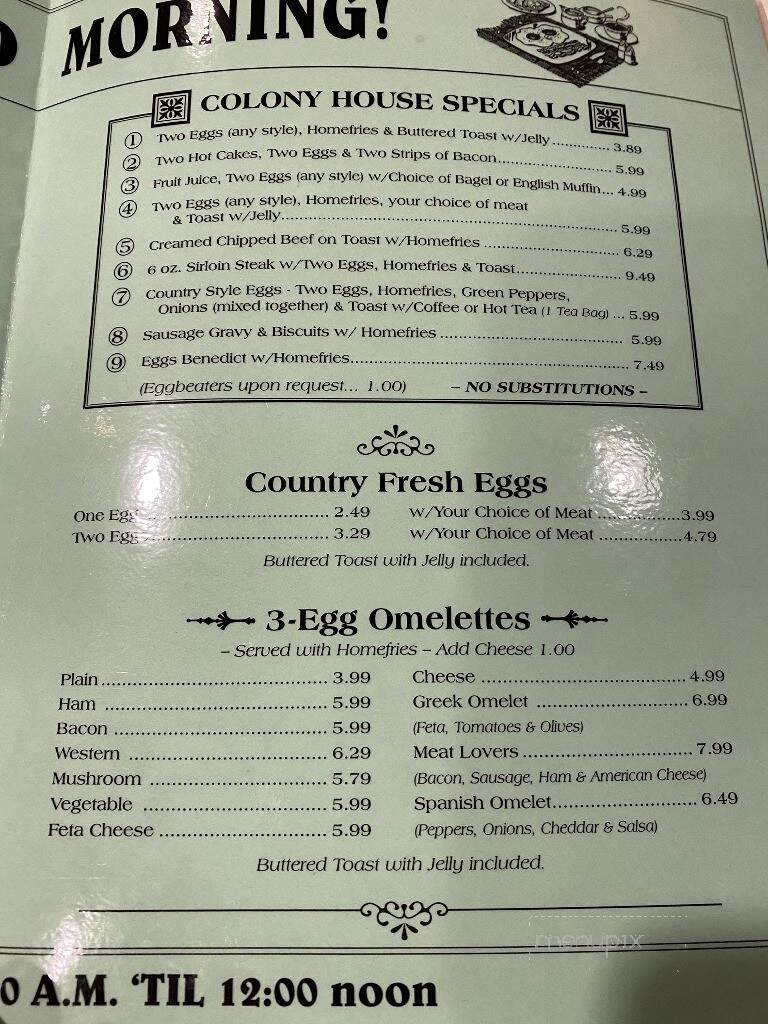 MORNING!
COLONY HOUSE SPECIALS
① Two Eggs (any style), Homefries & Buttered Toast w/Jelly ............ 3.89
② Two Hot Cakes, Two Eggs & Two Strips of Bacon........................ 5.99
③ Fruit Juice, Two Eggs (any style) w/Choice of Bagel or English Muffin... 4.99
④ Two Eggs (any style), Homefries, your choice of meat
& Toast w/Jelly........................................................................ 5.99
⑤ Creamed Chipped Beef on Toast w/Homefries ............................ 6.29
⑥ 6 oz. Sirloin Steak w/Two Eggs, Homefries & Toast...................... 9.49
⑦ Country Style Eggs - Two Eggs, Homefries, Green Peppers,
Onions (mixed together) & Toast w/Coffee or Hot Tea (1 Tea Bag) ... 5.99
⑧ Sausage Gravy & Biscuits w/ Homefries ...................................... 5.99
⑨ Eggs Benedict w/Homefries.......................................................... 7.49
(Eggbeaters upon request... 1.00) – NO SUBSTITUTIONS –
Country Fresh Eggs
One Egg ..................................... 2.49 w/Your Choice of Meat .................3.99
Two Egg ..................................... 3.29 w/Your Choice of Meat .................4.79
Buttered Toast with Jelly included.
3-Egg Omelettes
– Served with Homefries – Add Cheese 1.00
Plain............................................. 3.99 Cheese .......................................... 4.99
Ham ............................................ 5.99 Greek Omelet ............................... 6.99
Bacon .......................................... 5.99 (Feta, Tomatoes & Olives)
Western ....................................... 6.29 Meat Lovers .................................. 7.99
Mushroom ................................... 5.79 (Bacon, Sausage, Ham & American Cheese)
Vegetable .................................... 5.99 Spanish Omelet............................. 6.49
Feta Cheese ................................. 5.99 (Peppers, Onions, Cheddar & Salsa)
Buttered Toast with Jelly included.
menupix
0 A.M. ‘TIL 12:00 noon